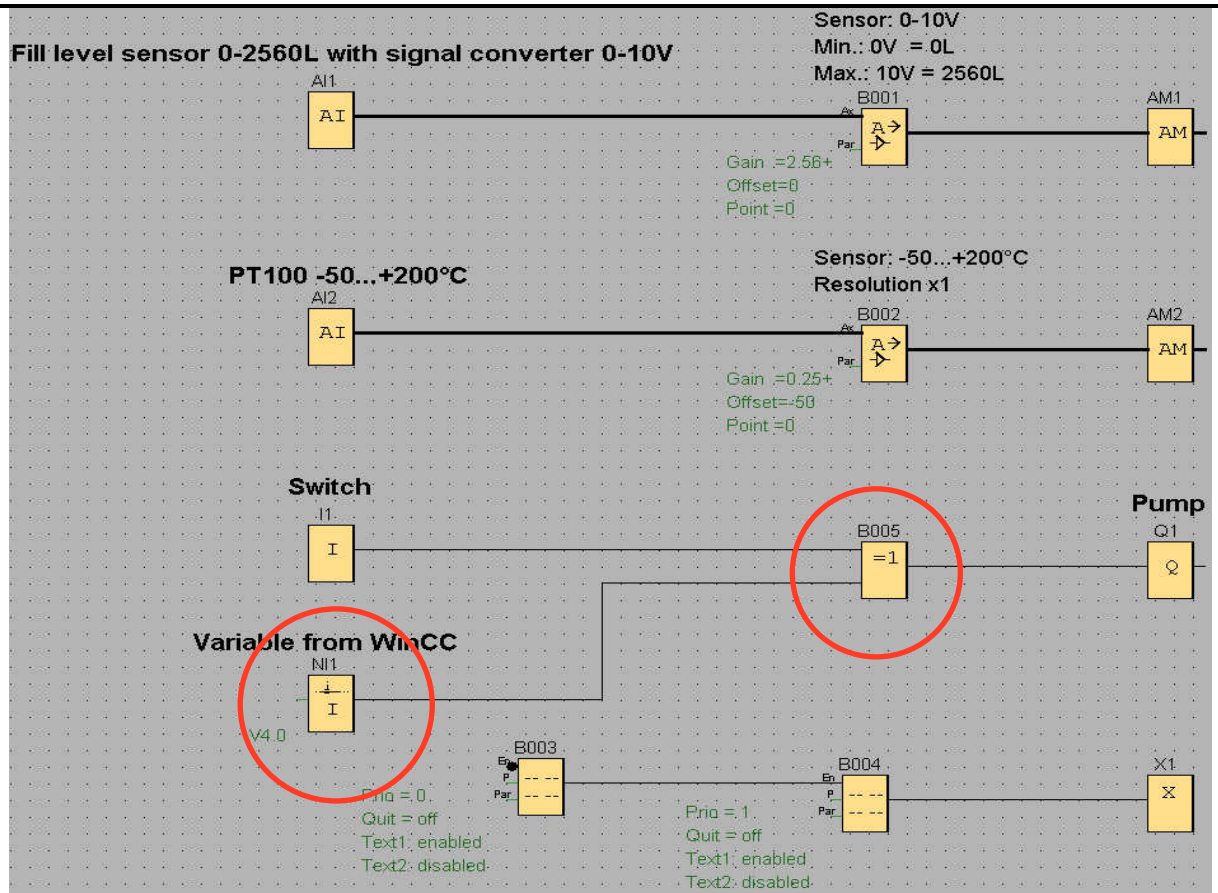 Sensor: 0-10V
Fill level sensor 0-2560L with signal converter 0-10V
Min.: 0V = 0L
Max.: 10V = 2560L
AI1
B001
AM1
AI
Ax
A→
AM
Par
Gain =2.56+
Offset=0
Point =0
Sensor: -50...+200°C
PT100 -50...+200°C
Resolution x1
AI2
B002
AM2
AI
Ax
A→
AM
Par
Gain =0.25+
Offset=-50
Point =0
Switch
Pump
I1
B005
Q1
I
=1
Q
Variable from WinCC
NI1
I
V4.0
B003
B004
X1
En
P
Par
En
P
Par
X
Prio = 0
Quit = off
Text1: enabled
Text2: disabled
Prio = 1
Quit = off
Text1: enabled
Text2: disabled